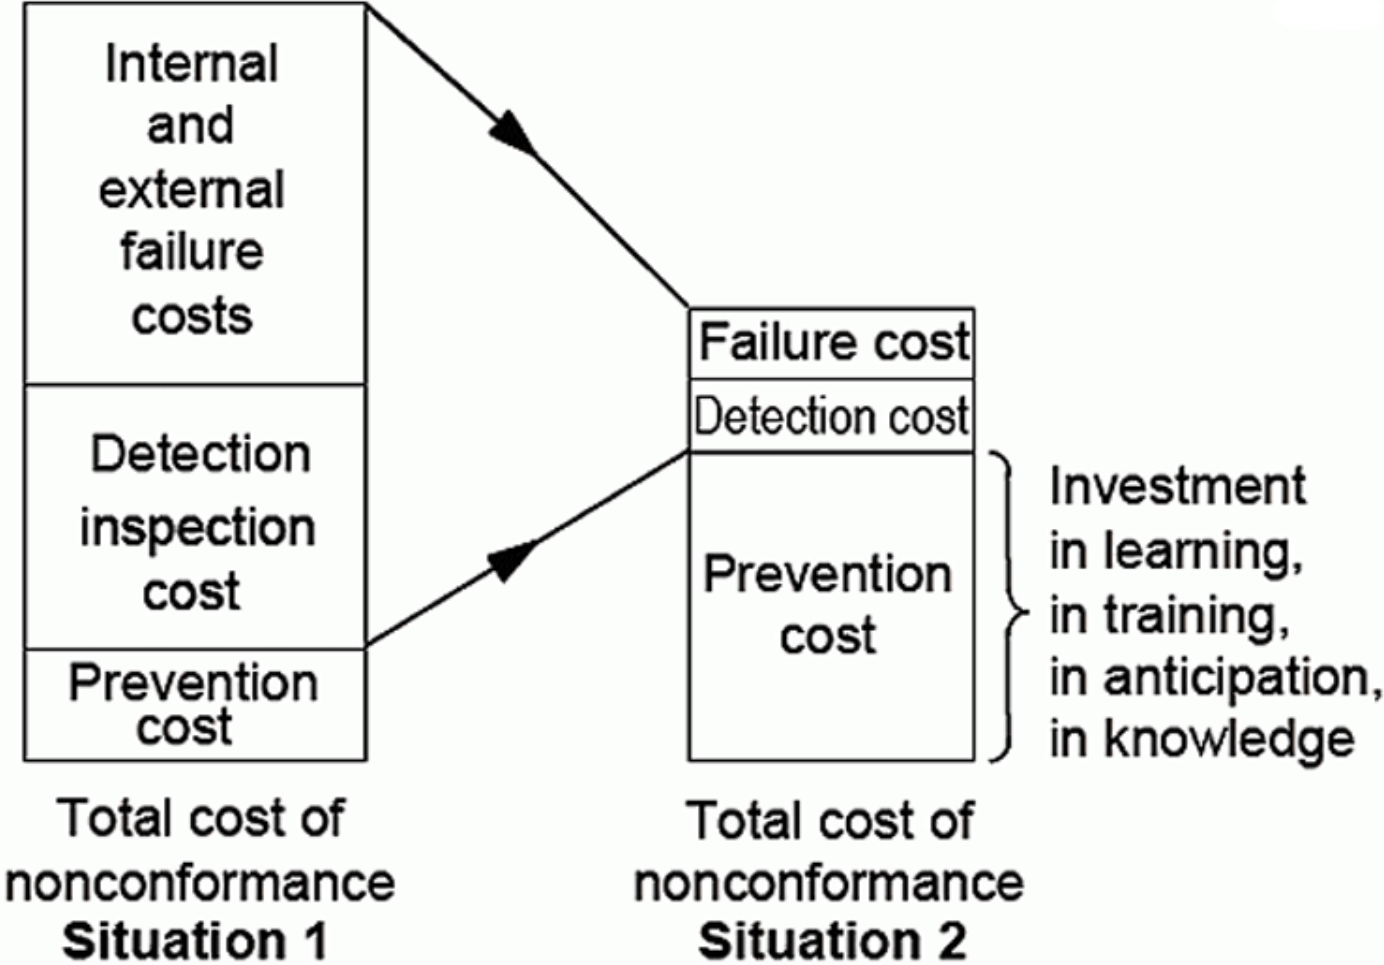 Internal
and
external
failure
costs
Detection
inspection
cost
Prevention
cost
Total cost of
nonconformance
Situation 1
Failure cost
Detection cost
Prevention
cost
Total cost of
nonconformance
Situation 2
Investment
in learning,
in training,
in anticipation,
in knowledge